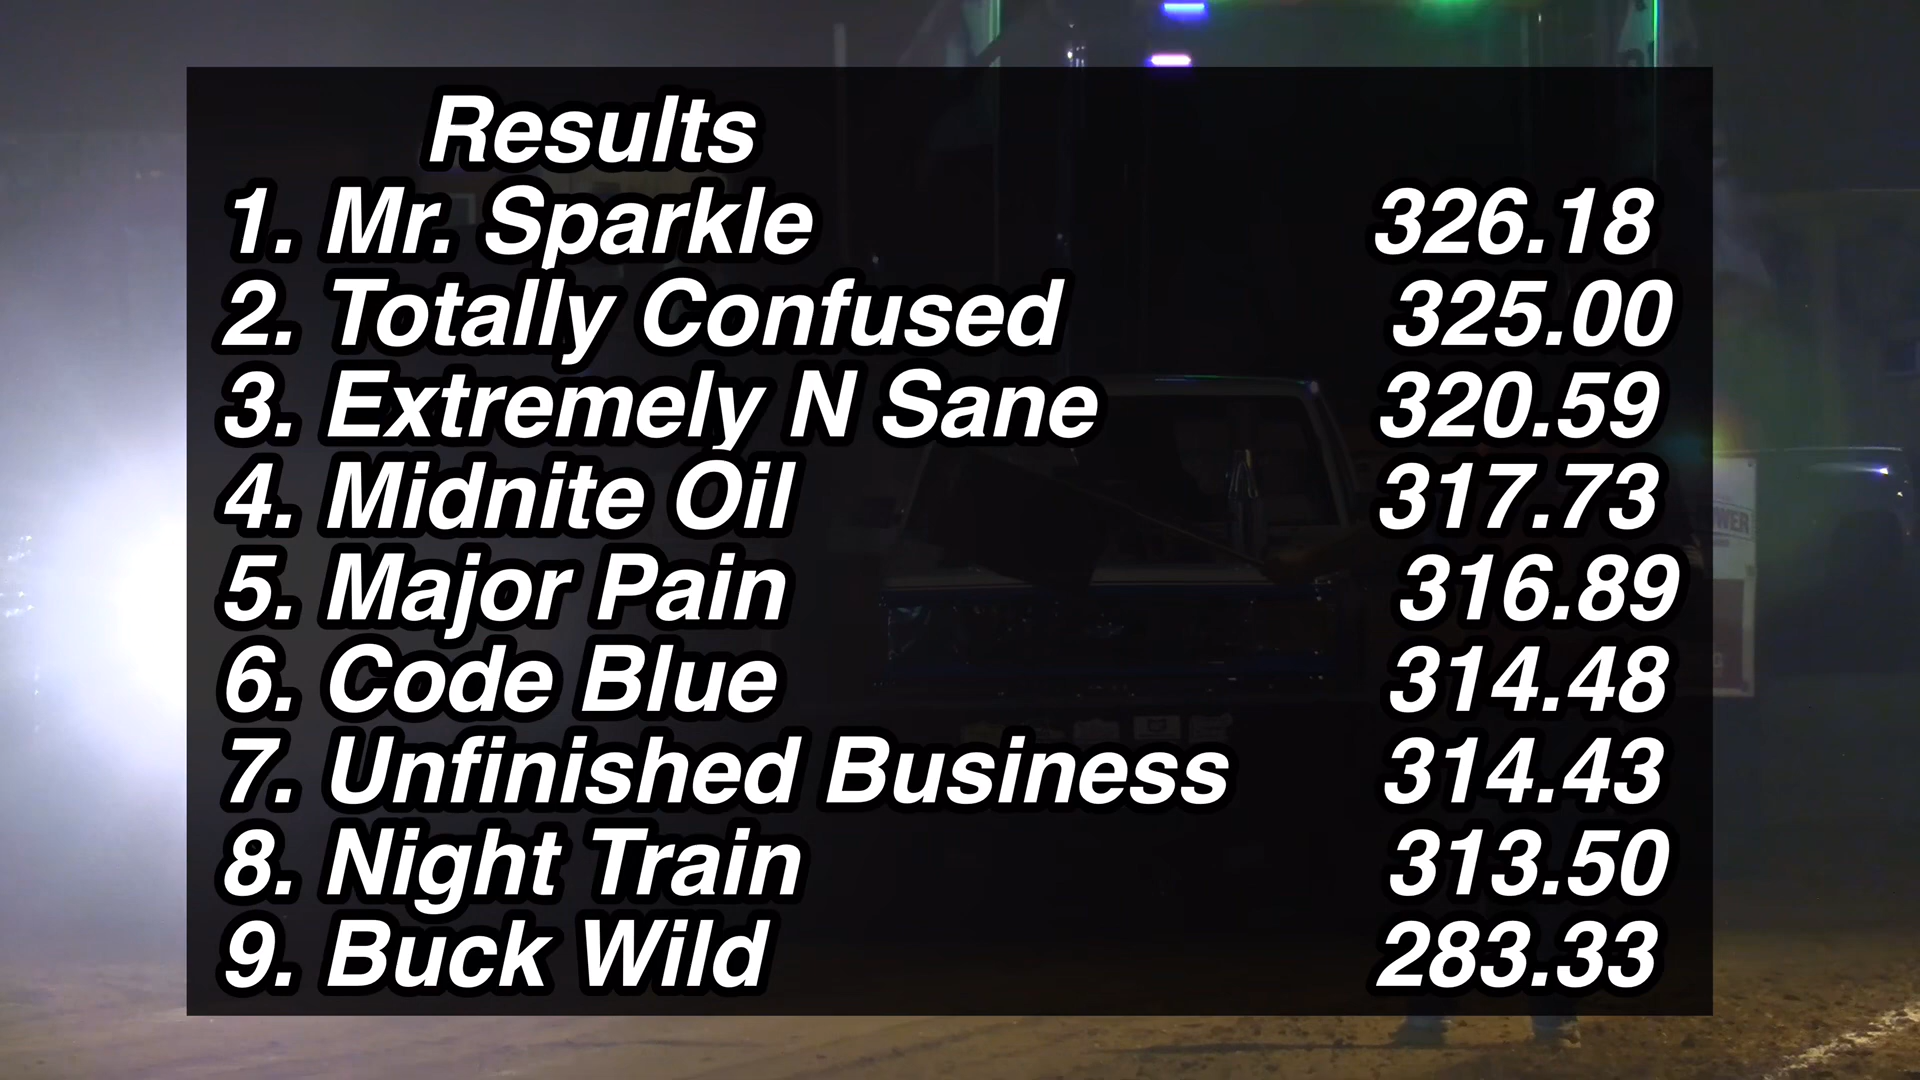 Results
1. Mr. Sparkle 326.18
2. Totally Confused 325.00
3. Extremely N Sane 320.59
4. Midnite Oil 317.73
5. Major Pain 316.89
6. Code Blue 314.48
7. Unfinished Business 314.43
8. Night Train 313.50
9. Buck Wild 283.33